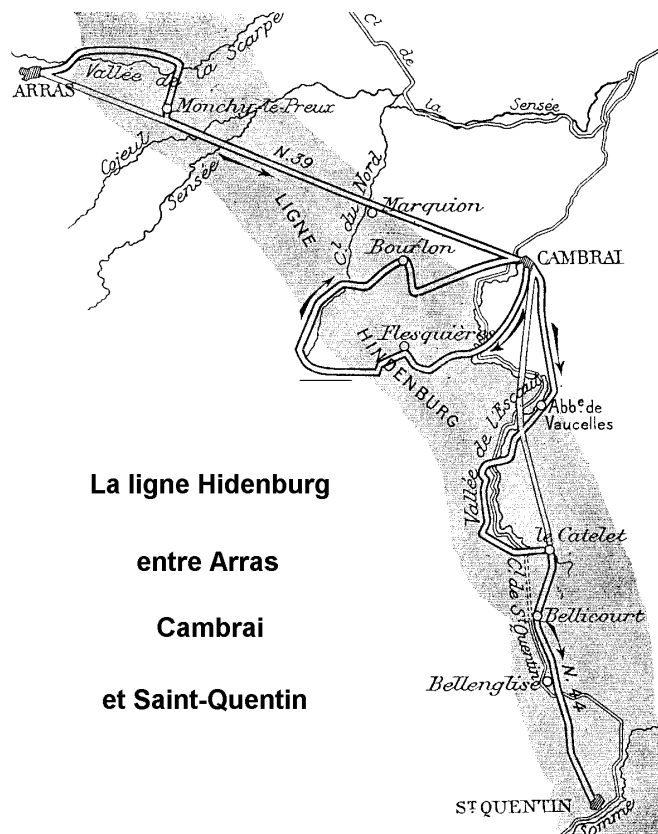 Cl de
la
Sensée
Vallée de la Scarpe
ARRAS
Monchy-le-Preux
Cojeul
Sensée
N.39
LIGNE
Cl du Nord
Marquion
Bourlon
CAMBRAI
Flesquières
HINDENBURG
Abbe. de
Vaucelles
Vallée de l'Escaut
La ligne Hidenburg
entre Arras
Cambrai
et Saint-Quentin
le Catelet
Cl de St Quentin
Bellicourt
Bellenglise
N.44
ST QUENTIN
Somme